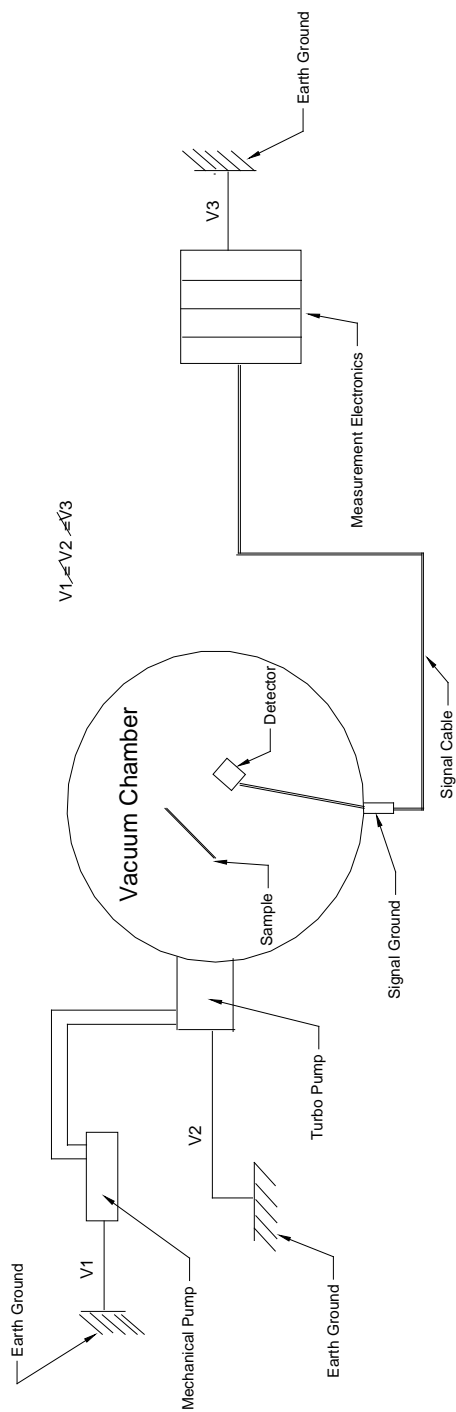 Earth Ground
V1
Mechanical Pump
V2
Earth Ground
Turbo Pump
Vacuum Chamber
Sample
Detector
Signal Ground
Signal Cable
V1≠V2≠V3
Measurement Electronics
V3
Earth Ground